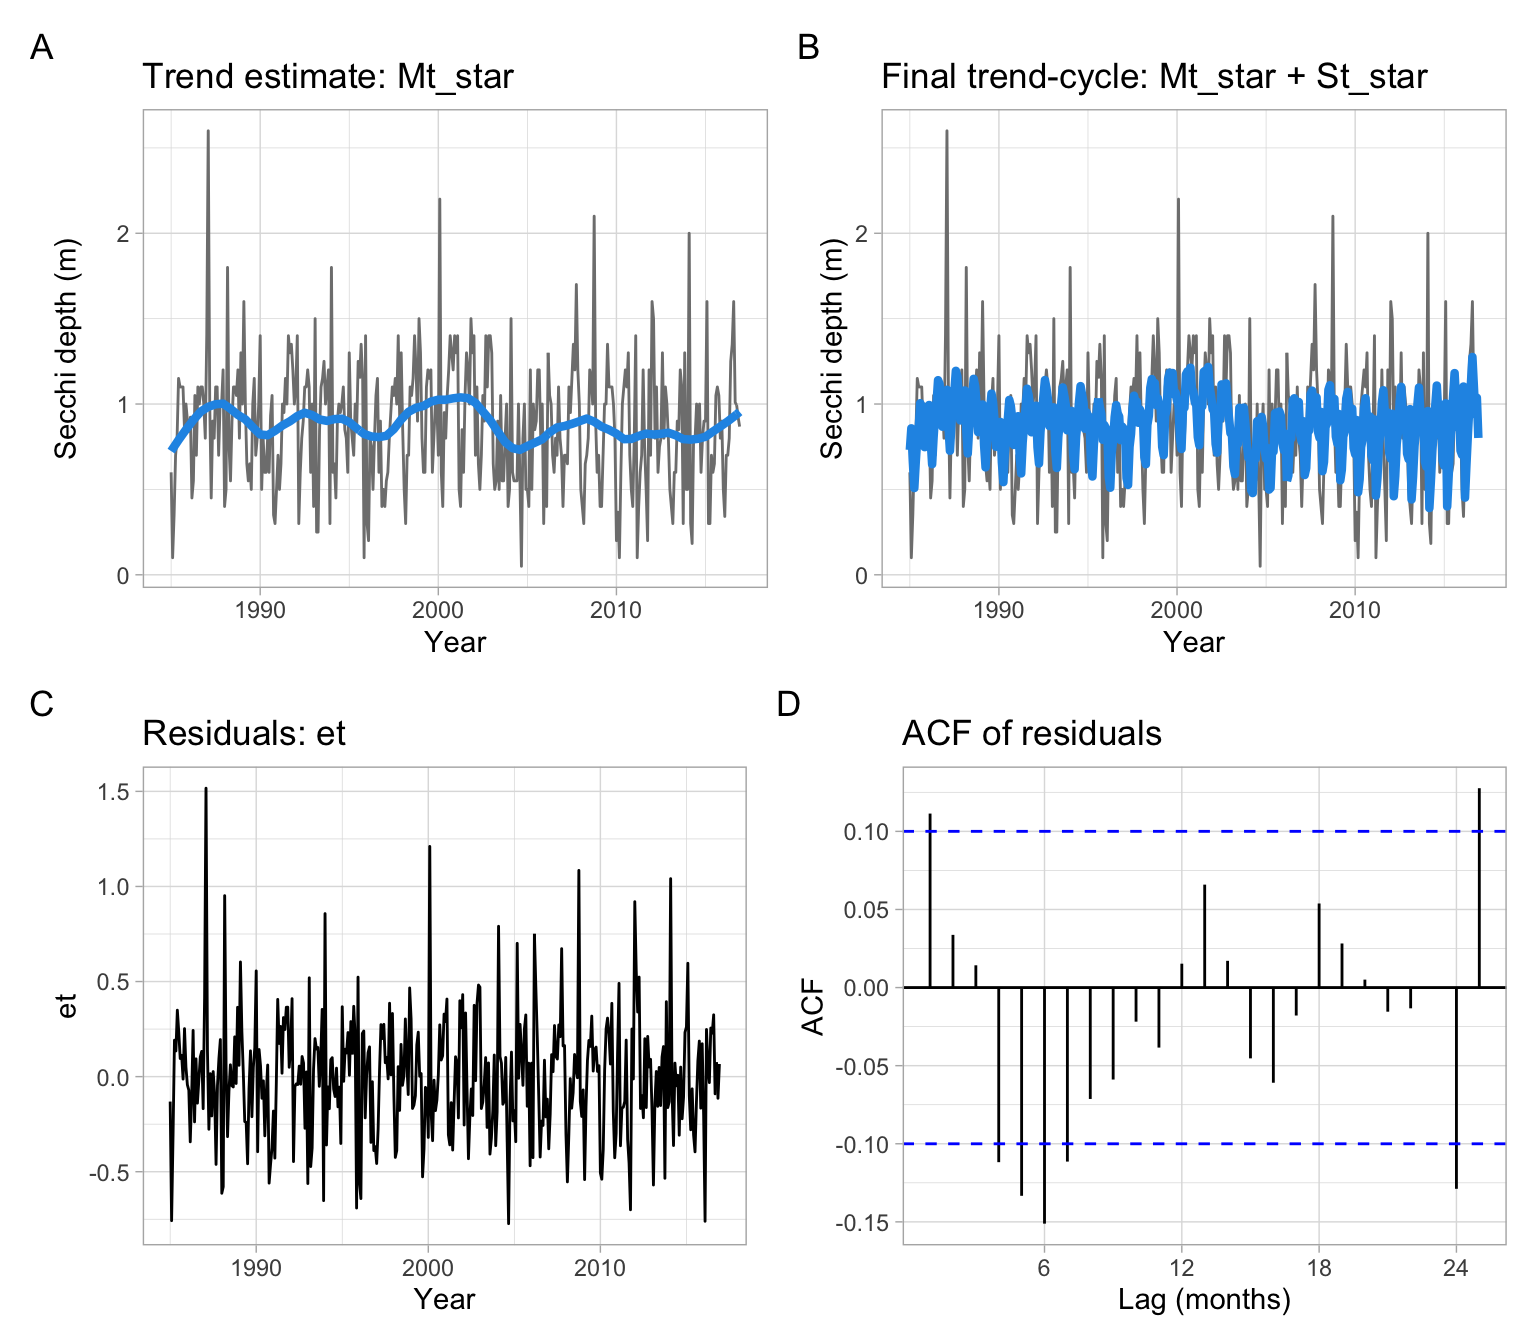 A
Trend estimate: Mt_star
Secchi depth (m)
2
1
0
1990 2000 2010
Year
B
Final trend-cycle: Mt_star + St_star
Secchi depth (m)
2
1
0
1990 2000 2010
Year
C
Residuals: et
et
1.5
1.0
0.5
0.0
-0.5
1990 2000 2010
Year
D
ACF of residuals
ACF
0.10
0.05
0.00
-0.05
-0.10
-0.15
6 12 18 24
Lag (months)